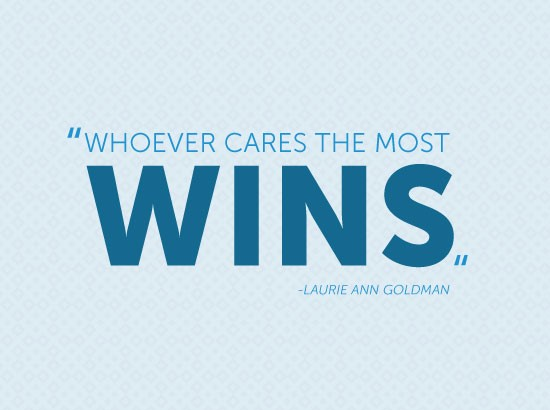 "WHOEVER CARES THE MOST
WINS."
-LAURIE ANN GOLDMAN